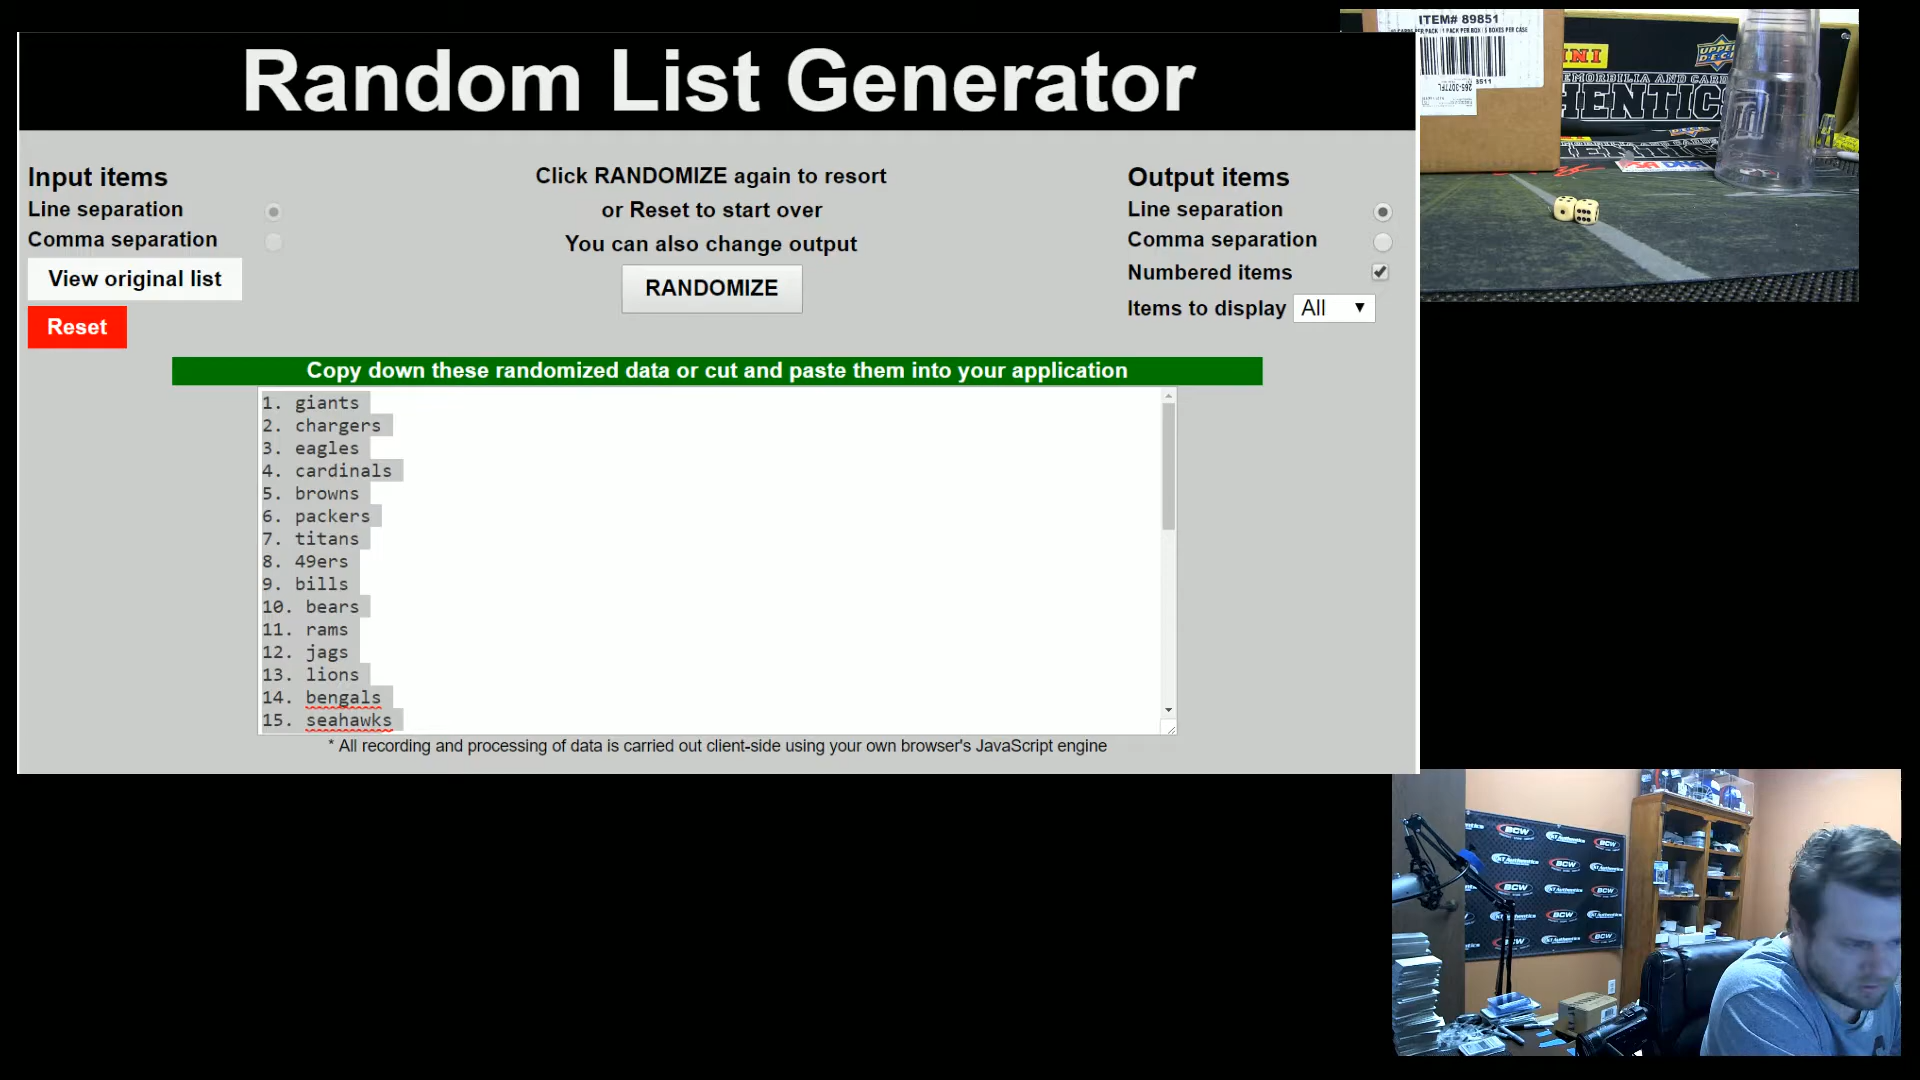 Random List Generator
Input items
Line separation
Comma separation
View original list
Reset
Click RANDOMIZE again to resort
or Reset to start over
You can also change output
RANDOMIZE
Output items
Line separation
Comma separation
Numbered items
Items to display All
Copy down these randomized data or cut and paste them into your application
1. giants
2. chargers
3. eagles
4. cardinals
5. browns
6. packers
7. titans
8. 49ers
9. bills
10. bears
11. rams
12. jags
13. lions
14. bengals
15. seahawks
* All recording and processing of data is carried out client-side using your own browser's JavaScript engine
ITEM# 89851
BCW
BCW
BCW
BCW
BCW